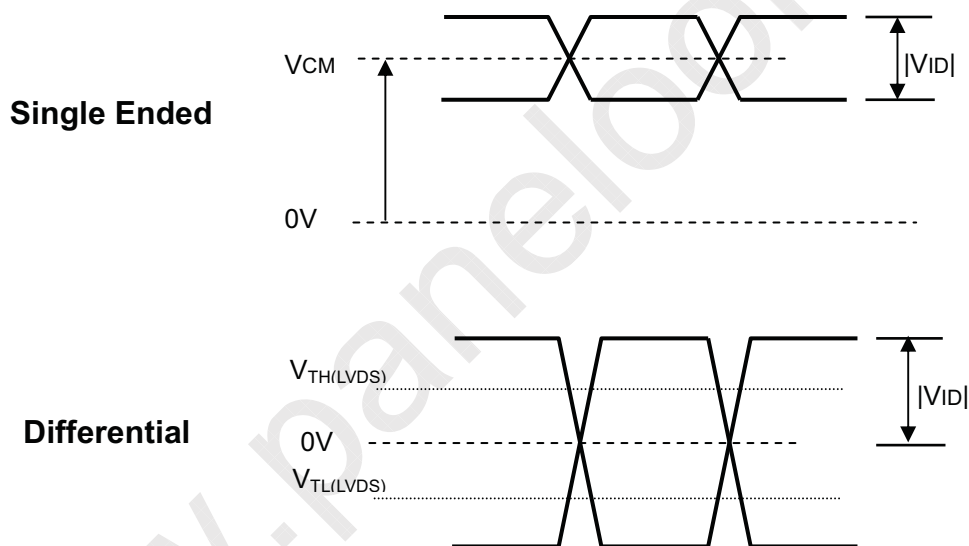 VCM
|VID|
Single Ended
0V
VTH(LVDS)
|VID|
Differential
0V
VTL(LVDS)
www.panelook